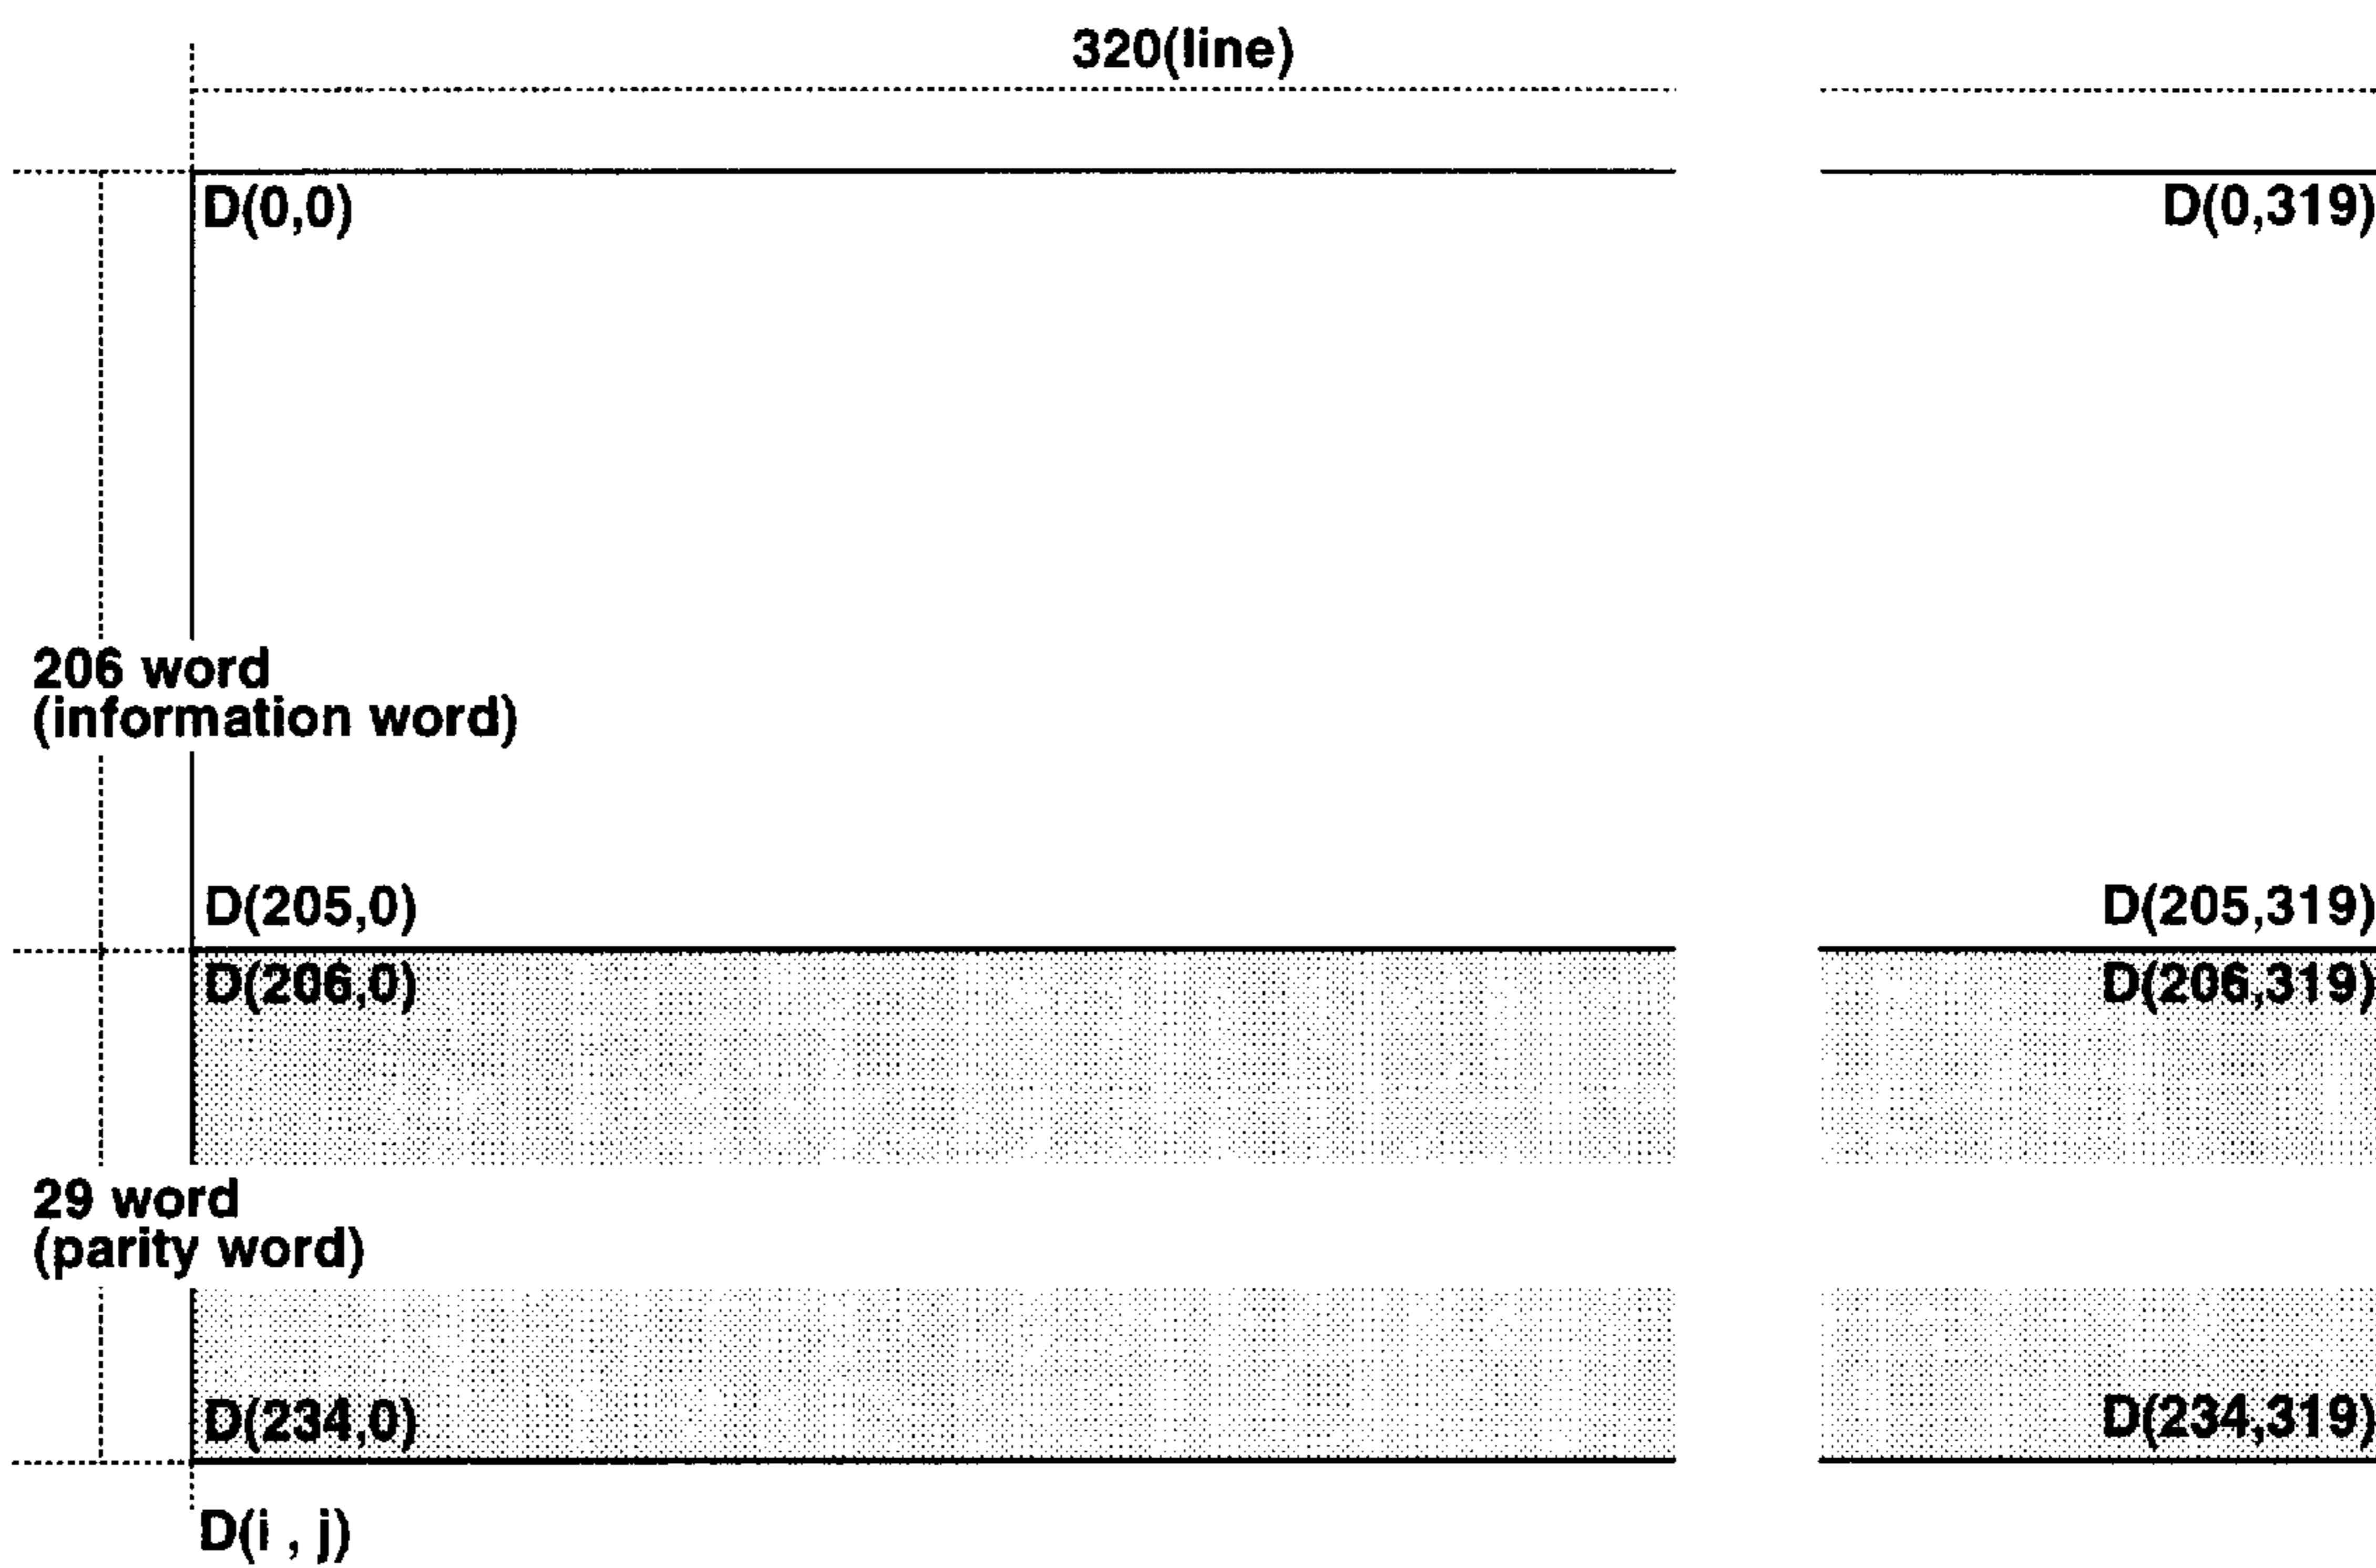 320(line)
D(0,0)
D(0,319)
206 word
(information word)
D(205,0)
D(205,319)
D(206,0)
D(206,319)
29 word
(parity word)
D(234,0)
D(234,319)
D(i , j)